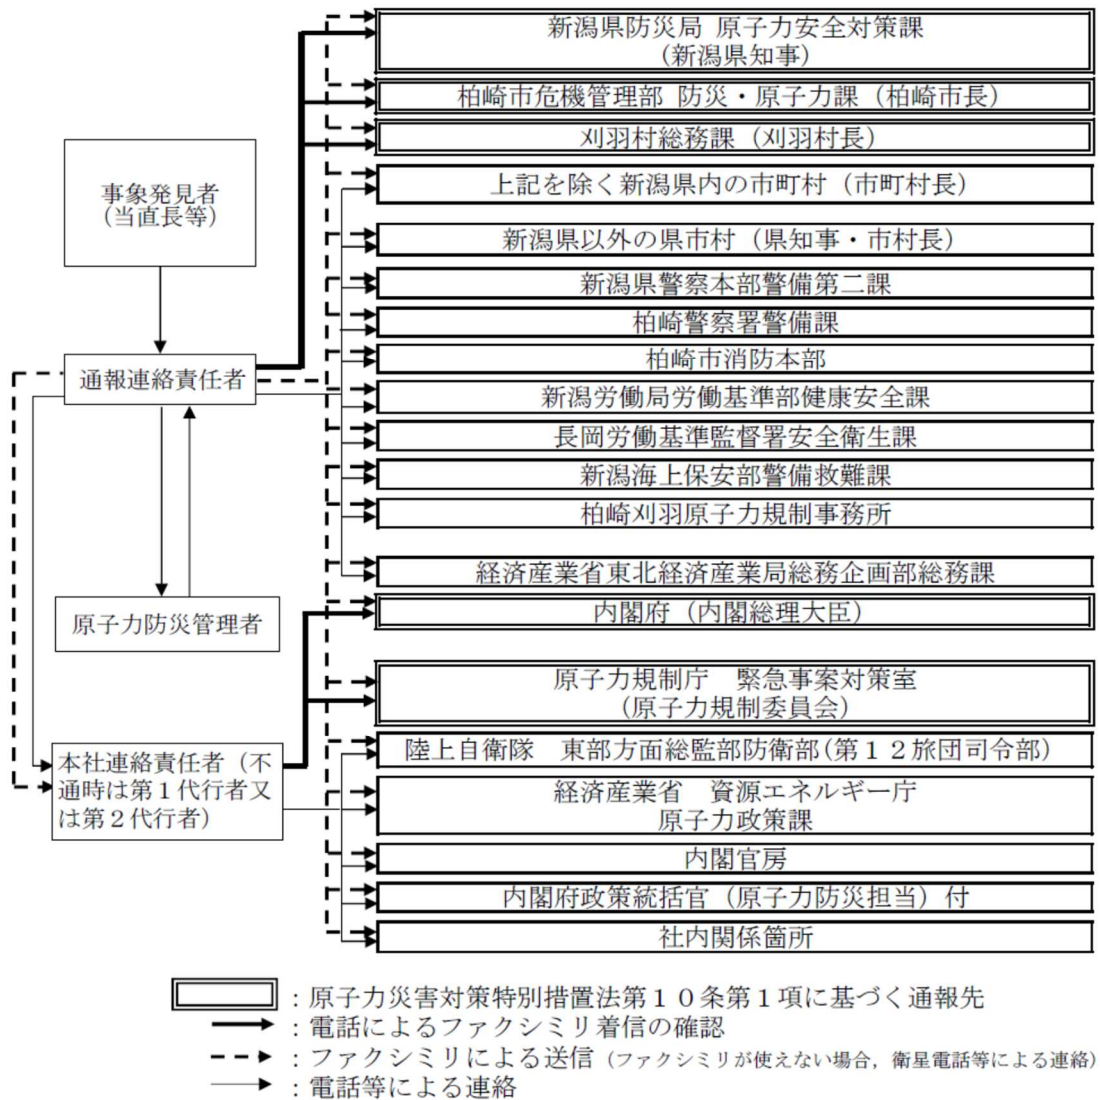 新潟県防災局 原子力安全対策課
(新潟県知事)
柏崎市危機管理部 防災・原子力課（柏崎市長）
刈羽村総務課（刈羽村長）
上記を除く新潟県内の市町村（市町村長）
新潟県以外の県市村（県知事・市村長）
新潟県警察本部警備第二課
柏崎警察署警備課
柏崎市消防本部
新潟労働局労働基準部健康安全課
長岡労働基準監督署安全衛生課
新潟海上保安部警備救難課
柏崎刈羽原子力規制事務所
経済産業省東北経済産業局総務企画部総務課
内閣府（内閣総理大臣）
原子力規制庁　緊急事案対策室
（原子力規制委員会）
陸上自衛隊　東部方面総監部防衛部(第１２旅団司令部）
経済産業省　資源エネルギー庁
原子力政策課
内閣官房
内閣府政策統括官（原子力防災担当）付
社内関係箇所
事象発見者
（当直長等）
通報連絡責任者
原子力防災管理者
本社連絡責任者（不
通時は第１代行者又
は第２代行者）
：原子力災害対策特別措置法第１０条第１項に基づく通報先
：電話によるファクシミリ着信の確認
：ファクシミリによる送信（ファクシミリが使えない場合，衛星電話等による連絡）
：電話等による連絡